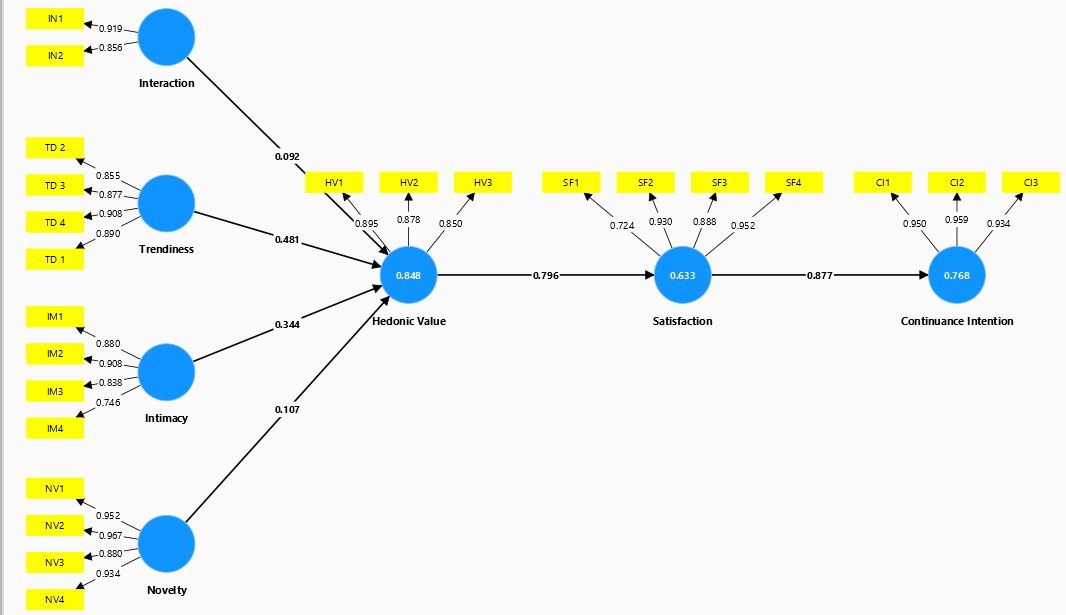 IN1
0.919
IN2
0.856
Interaction
0.092
TD 2
0.855
TD 3
0.877
TD 4
0.908
TD 1
0.890
Trendiness
0.481
IM1
0.880
IM2
0.908
IM3
0.838
IM4
0.746
Intimacy
0.344
NV1
0.952
NV2
0.967
NV3
0.880
NV4
0.934
Novelty
0.107
HV1 HV2 HV3
0.895 0.878 0.850
0.848
Hedonic Value
0.796
SF1 SF2 SF3 SF4
0.724 0.930 0.888 0.952
0.633
Satisfaction
0.877
CI1 CI2 CI3
0.950 0.959 0.934
0.768
Continuance Intention